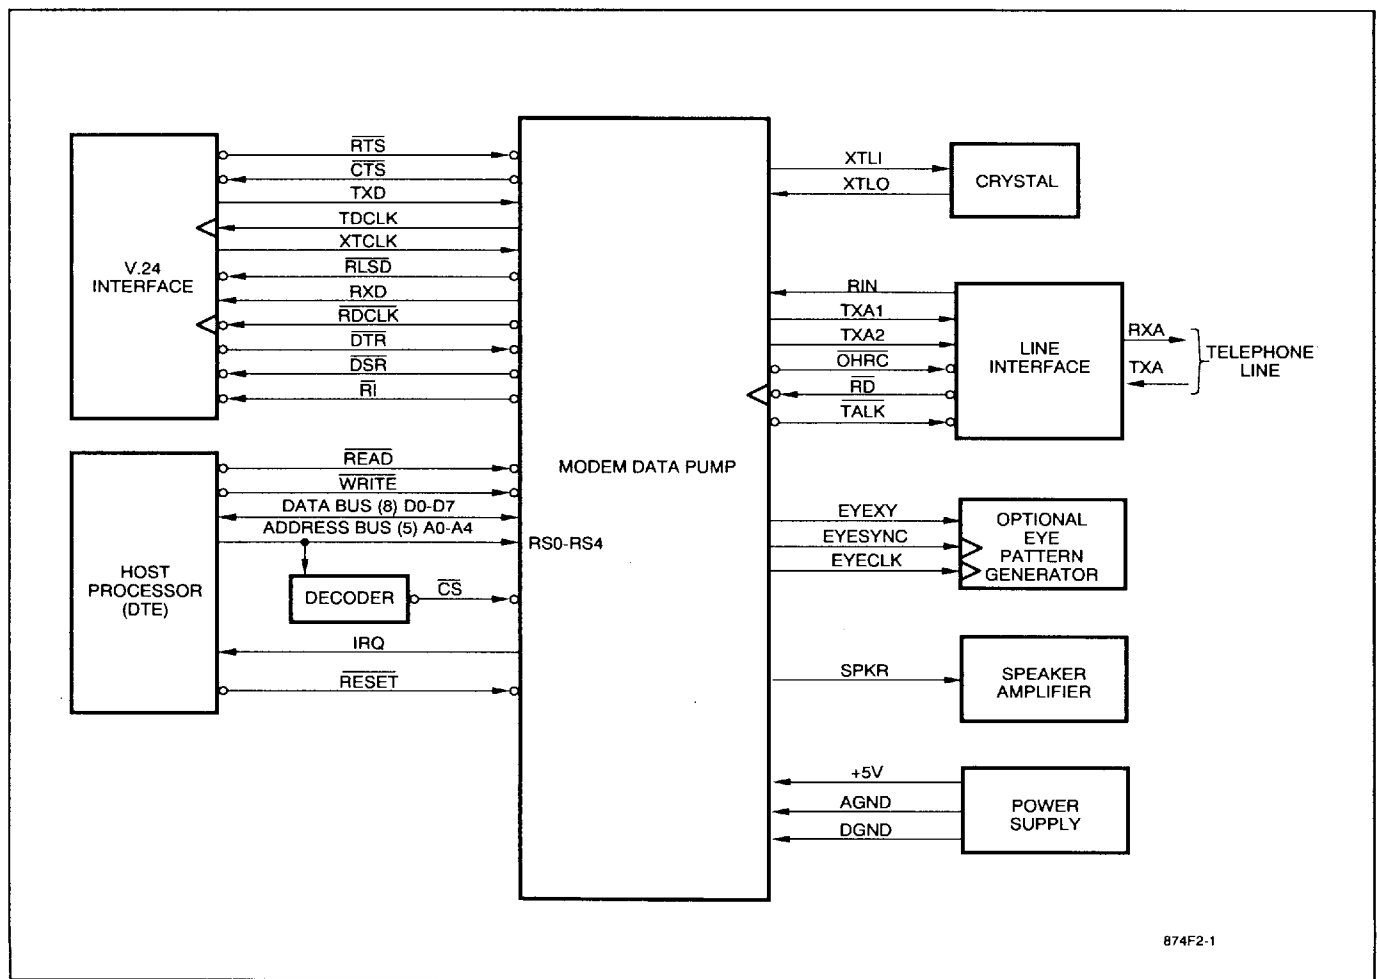 RTS
CTS
TXD
TDCLK
XTCLK
RLSD
RXD
RDCLK
DTR
DSR
RI
V.24
INTERFACE
READ
WRITE
DATA BUS (8) D0-D7
ADDRESS BUS (5) A0-A4
RS0-RS4
HOST
PROCESSOR
(DTE)
DECODER
CS
IRQ
RESET
MODEM DATA PUMP
XTLI
XTLO
CRYSTAL
RIN
TXA1
TXA2
OHRC
RD
TALK
LINE
INTERFACE
RXA
TXA
TELEPHONE
LINE
EYEXY
EYESYNC
EYECLK
OPTIONAL
EYE
PATTERN
GENERATOR
SPKR
SPEAKER
AMPLIFIER
+5V
AGND
DGND
POWER
SUPPLY
874F2-1